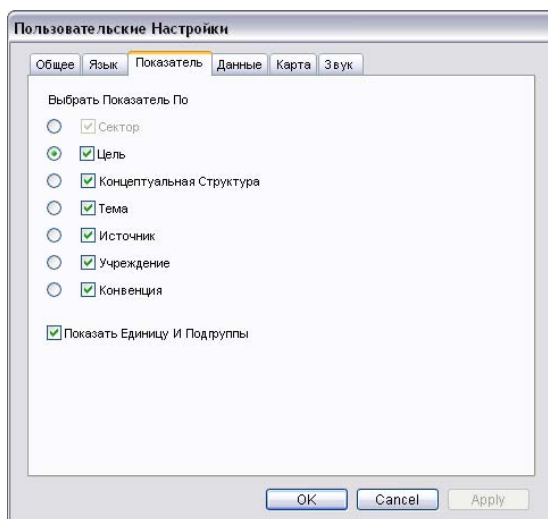 Пользовательские Настройки
Общее Язык Показатель Данные Карта Звук
Выбрать Показатель По
Сектор
Цель
Концептуальная Структура
Тема
Источник
Учреждение
Конвенция
Показать Единицу И Подгруппы
OK Cancel Apply